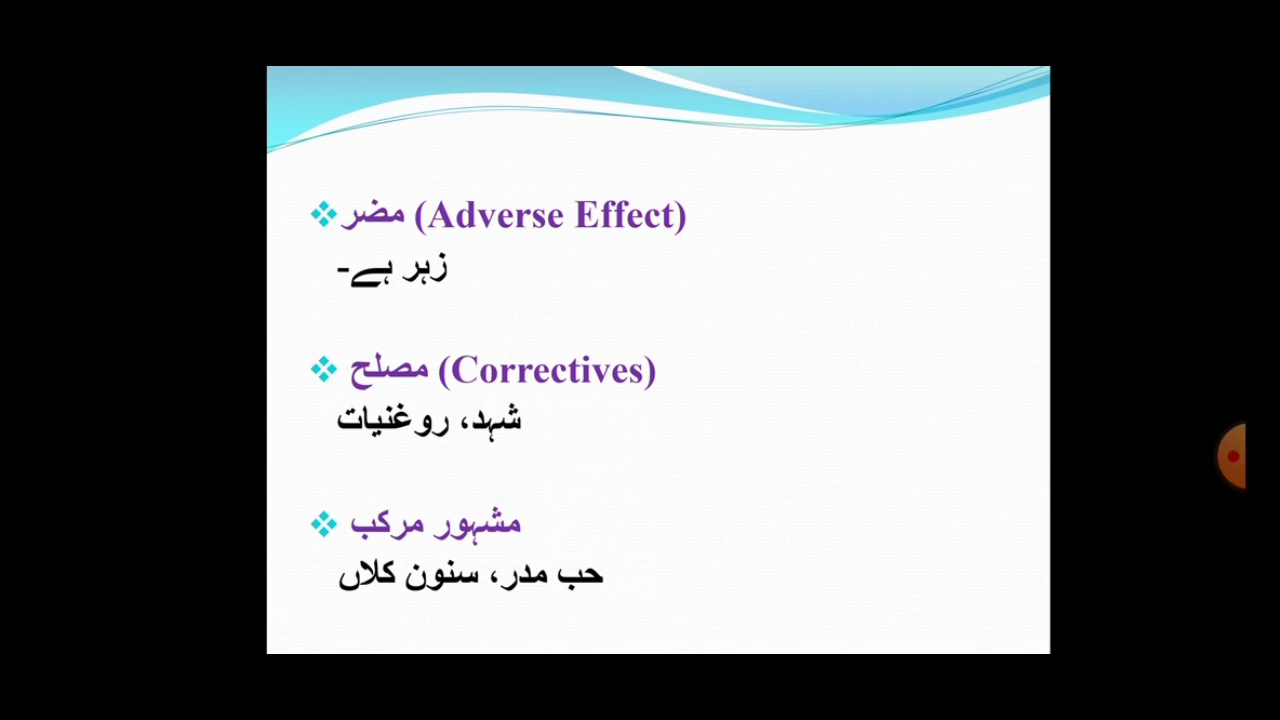 مضر (Adverse Effect)
زہر ہے-
مصلح (Correctives)
شہد، روغنیات
مشہور مرکب
حب مدر، سنون کلاں